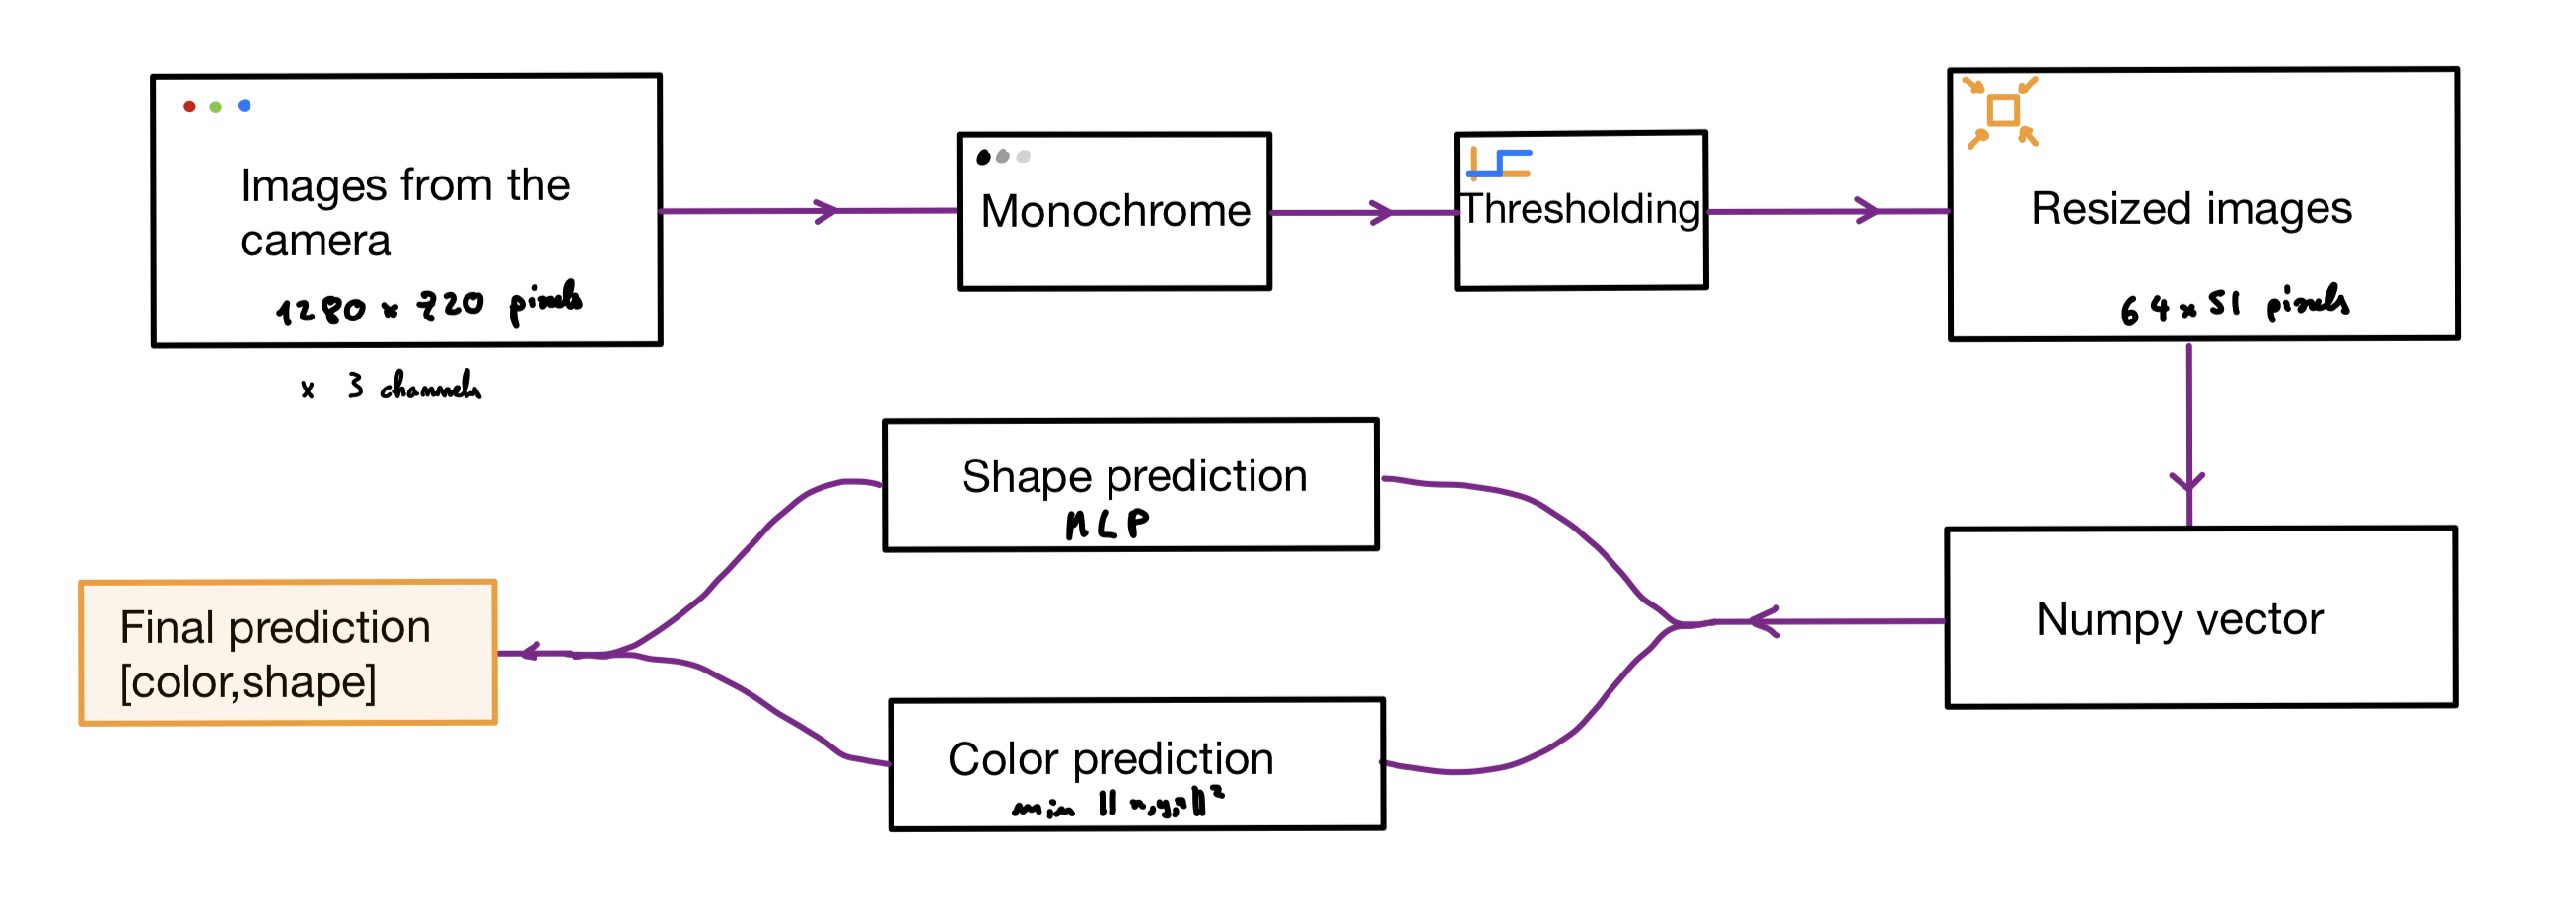 Images from the
camera
1280 x 720 pixels
x 3 channels
Monochrome
Thresholding
Resized images
64 x 51 pixels
Numpy vector
Shape prediction
MLP
Color prediction
min ||x,y,z||²
Final prediction
[color,shape]